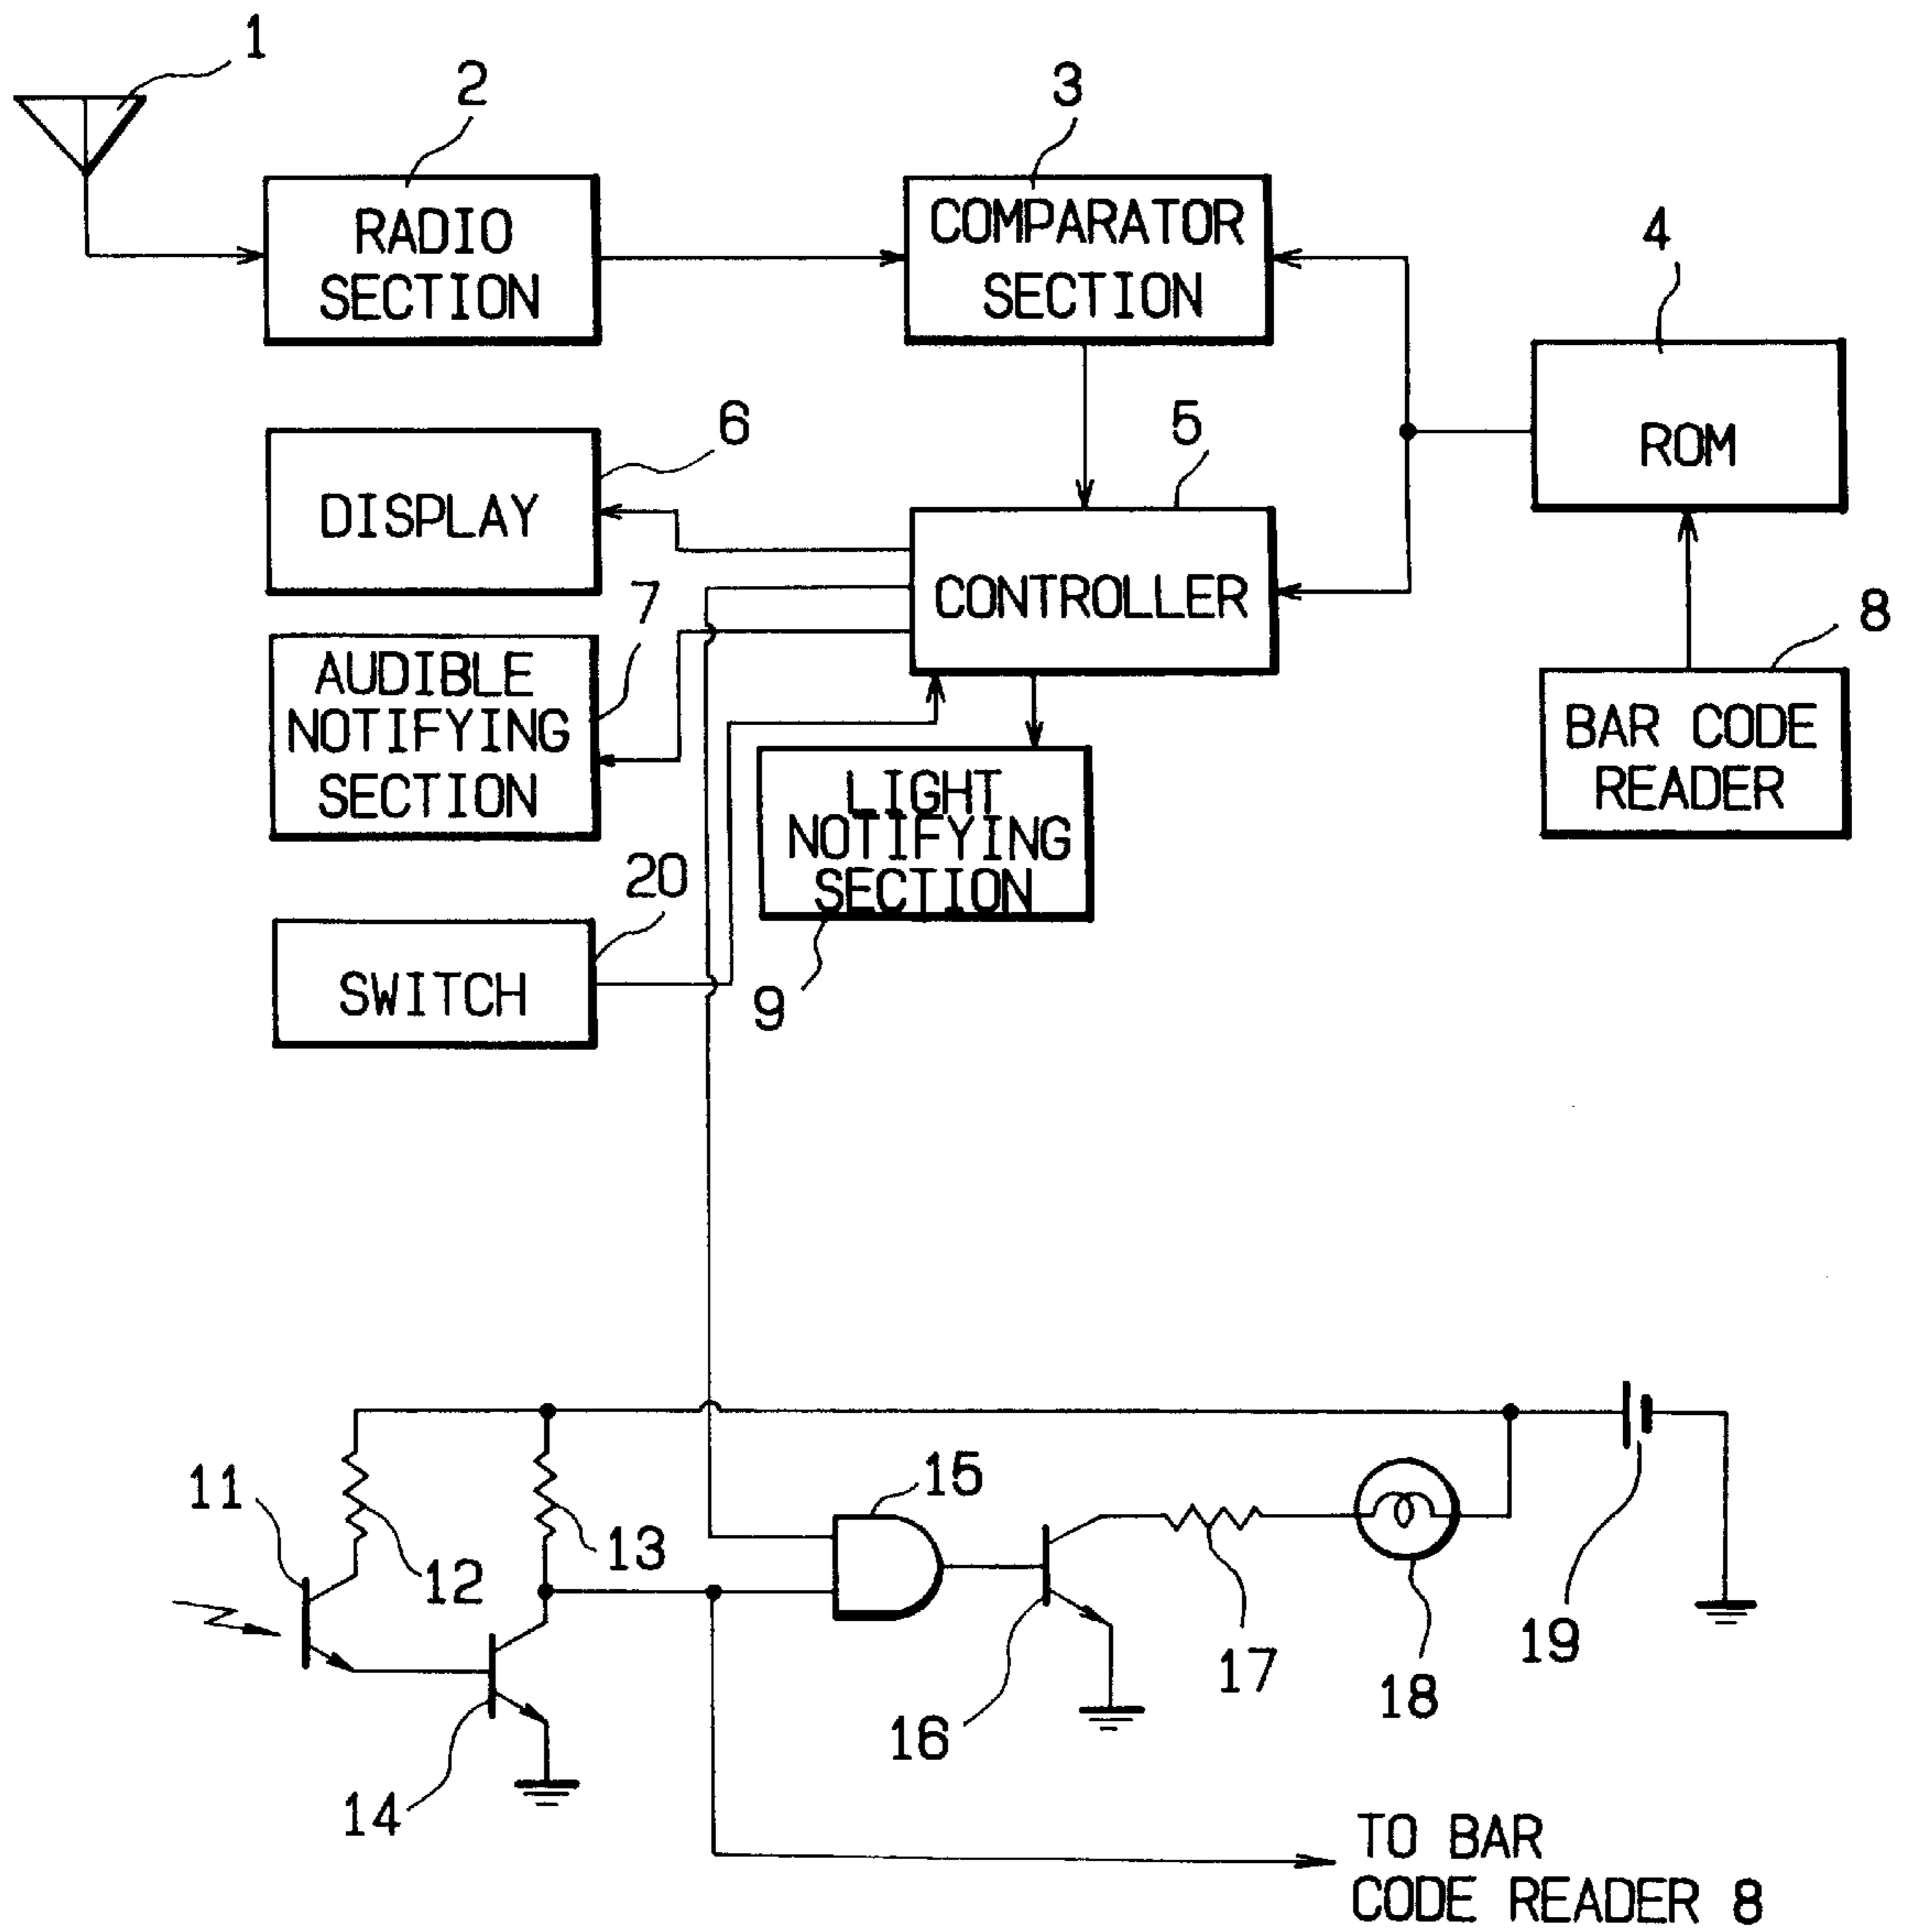 1
2
3
RADIO
SECTION
COMPARATOR
SECTION
4
ROM
6
5
DISPLAY
CONTROLLER
7
8
AUDIBLE
NOTIFYING
SECTION
BAR CODE
READER
LIGHT
NOTIFYING
SECTION
20
SWITCH
9
11
12
13
15
14
16
17
18
19
TO BAR
CODE READER 8